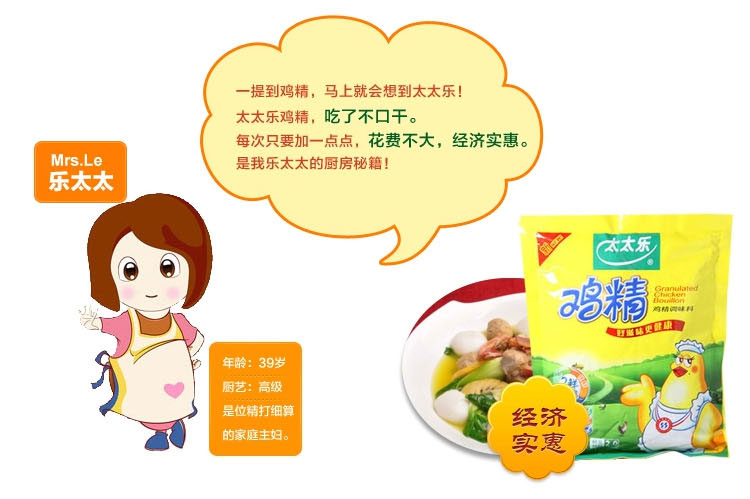 一提到鸡精，马上就会想到太太乐！
太太乐鸡精，吃了不口干。
每次只要加一点点，花费不大，经济实惠。
是我乐太太的厨房秘籍！
Mrs.Le
乐太太
年龄：39岁
厨艺：高级
是位精打细算
的家庭主妇。
太太乐
®
鸡精
Granulated
Chicken
Bouillon
鸡精调味料
好滋味更健康
经济
实惠